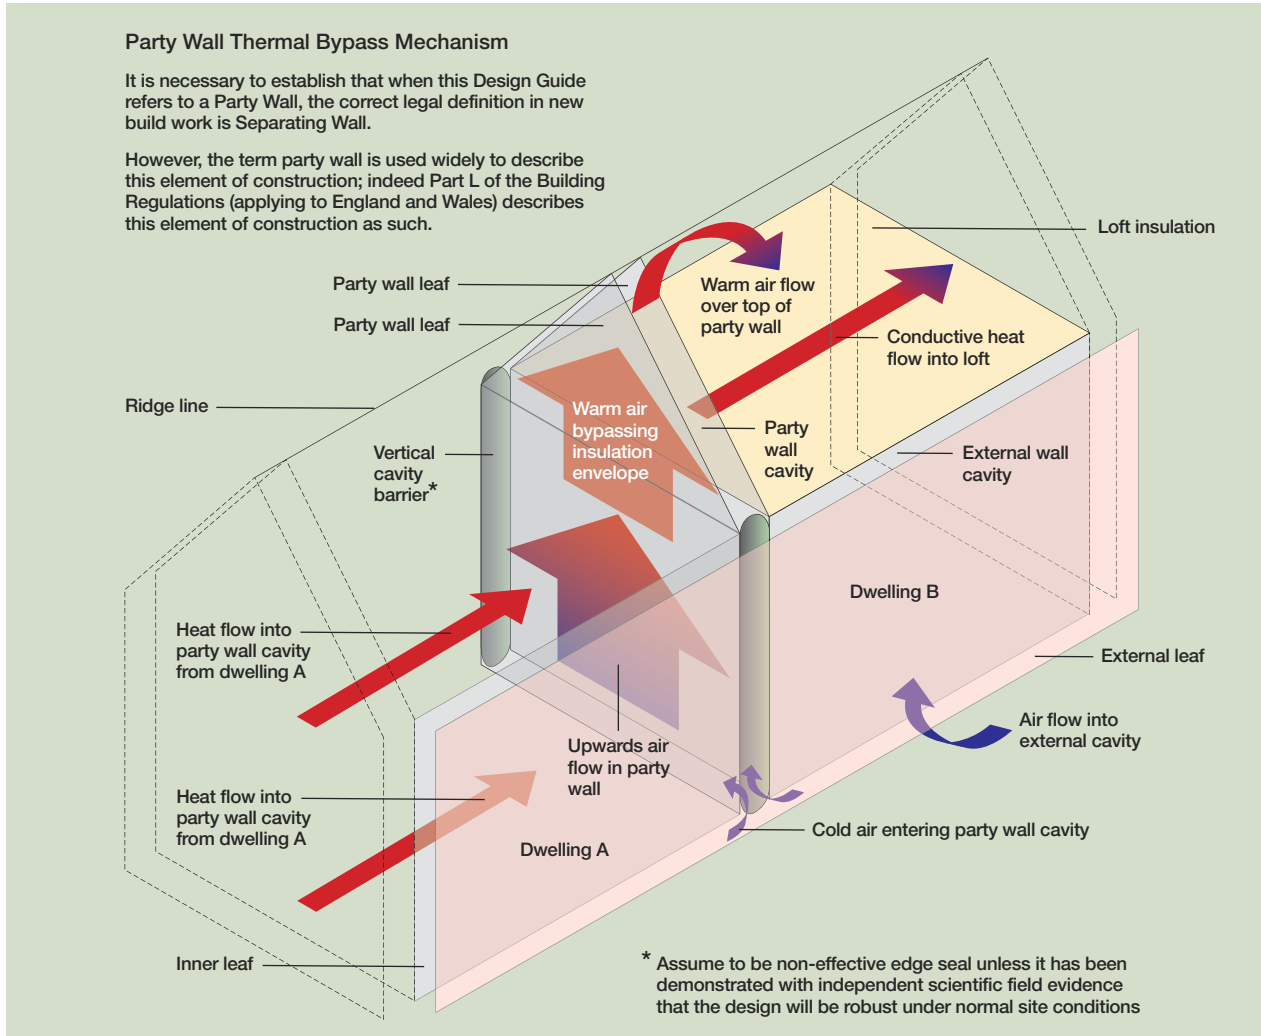 Party Wall Thermal Bypass Mechanism
It is necessary to establish that when this Design Guide
refers to a Party Wall, the correct legal definition in new
build work is Separating Wall.
However, the term party wall is used widely to describe
this element of construction; indeed Part L of the Building
Regulations (applying to England and Wales) describes
this element of construction as such.
Loft insulation
Party wall leaf
Warm air flow
over top of
party wall
Party wall leaf
Conductive heat
flow into loft
Ridge line
Warm air
bypassing
insulation
envelope
Party
wall
cavity
Vertical
cavity
barrier*
External wall
cavity
Dwelling B
Heat flow into
party wall cavity
from dwelling A
External leaf
Air flow into
external cavity
Upwards air
flow in party
wall
Heat flow into
party wall cavity
from dwelling A
Cold air entering party wall cavity
Dwelling A
Inner leaf
* Assume to be non-effective edge seal unless it has been
demonstrated with independent scientific field evidence
that the design will be robust under normal site conditions